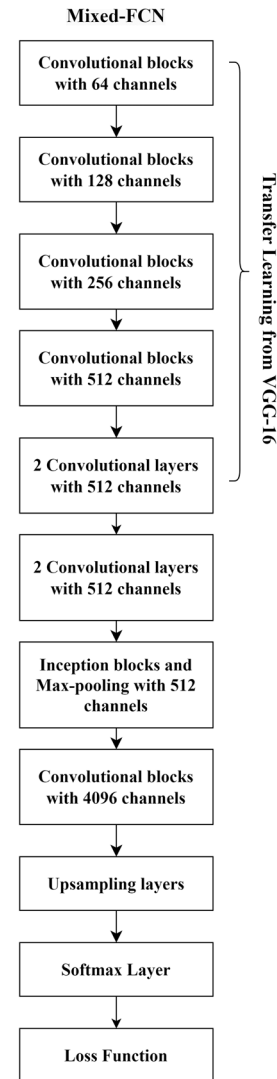 Mixed-FCN
Convolutional blocks
with 64 channels
Convolutional blocks
with 128 channels
Convolutional blocks
with 256 channels
Convolutional blocks
with 512 channels
2 Convolutional layers
with 512 channels
Transfer Learning from VGG-16
2 Convolutional layers
with 512 channels
Inception blocks and
Max-pooling with 512
channels
Convolutional blocks
with 4096 channels
Upsampling layers
Softmax Layer
Loss Function